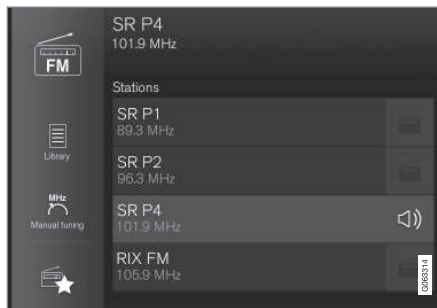 FM
Library
MHz
Manual tuning
SR P4
101.9 MHz
Stations
SR P1
89.3 MHz
SR P2
96.3 MHz
SR P4
101.9 MHz
RIX FM
105.9 MHz
G063314